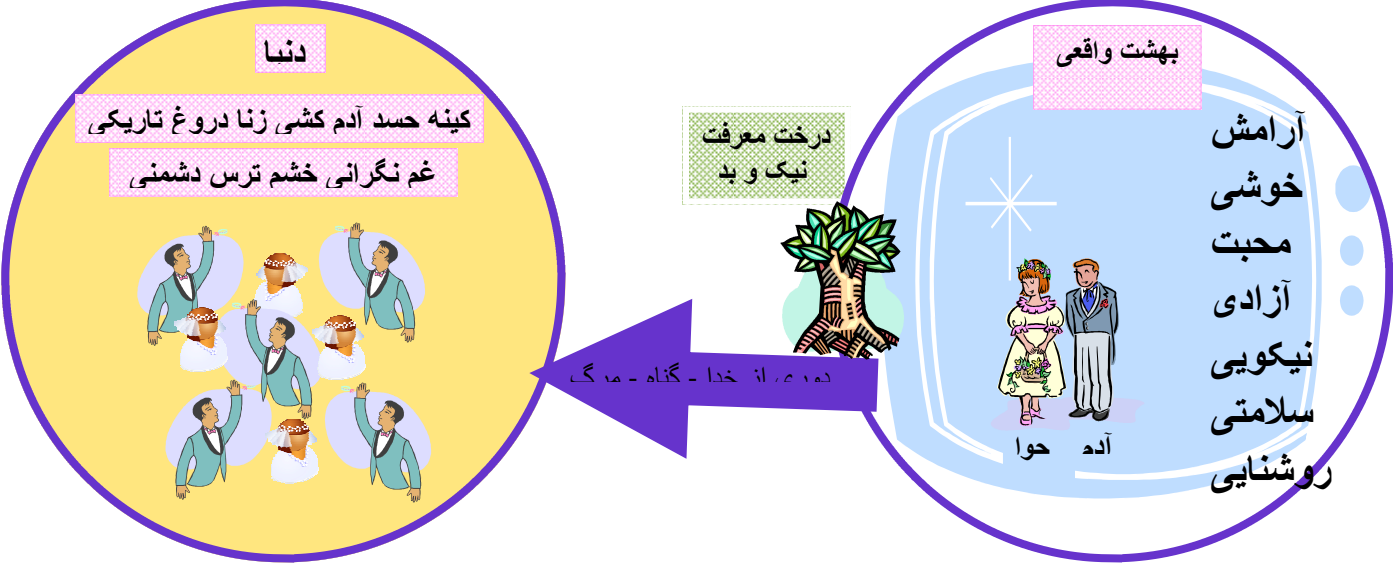 بهشت واقعی
آرامش
خوشی
محبت
آزادی
نیکویی
سلامتی
روشنایی
آدم
حوا
درخت معرفت
نیک و بد
دوری از خدا - گناه - مرگ
دنیا
کینه حسد آدم کشی زنا دروغ تاریکی
غم نگرانی خشم ترس دشمنی